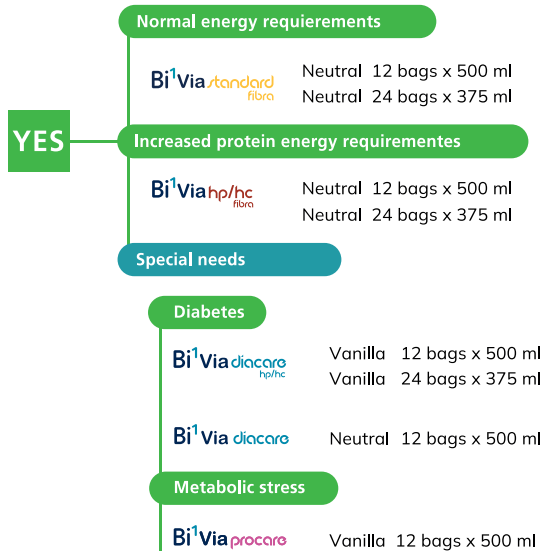 Normal energy requierements
Bi¹Via standard fibra
Neutral 12 bags x 500 ml
Neutral 24 bags x 375 ml
YES
Increased protein energy requirementes
Bi¹Via hp/hc fibra
Neutral 12 bags x 500 ml
Neutral 24 bags x 375 ml
Special needs
Diabetes
Bi¹Via diacare hp/hc
Vanilla 12 bags x 500 ml
Vanilla 24 bags x 375 ml
Bi¹Via diacare
Neutral 12 bags x 500 ml
Metabolic stress
Bi¹Via procare
Vanilla 12 bags x 500 ml